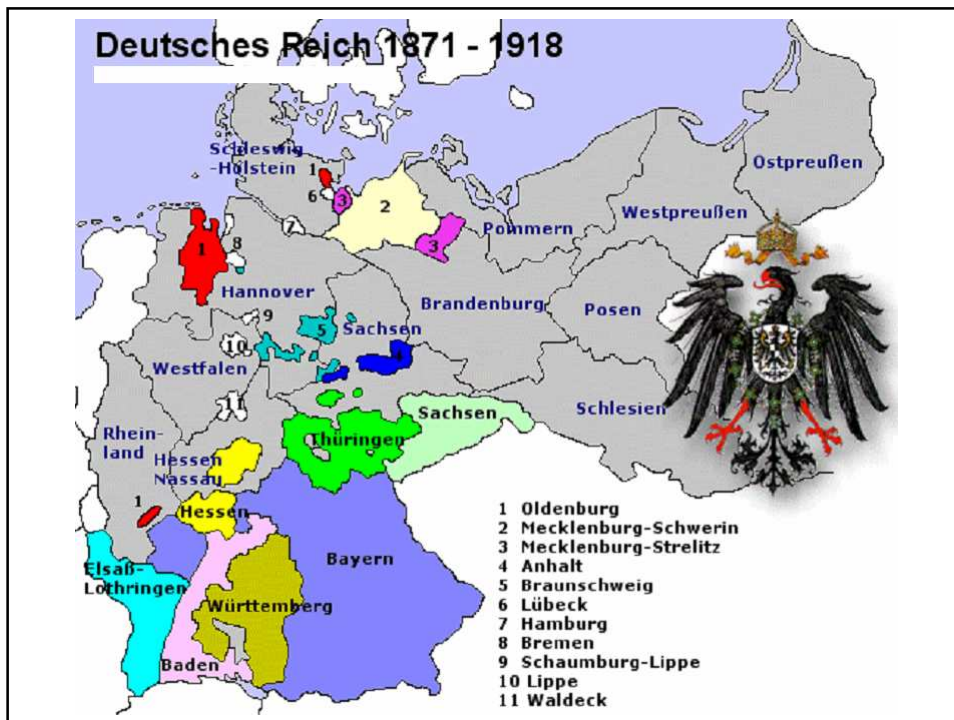 Deutsches Reich 1871 - 1918
Schleswig
-Holstein
1
6
3
2
7
3
Pommern
Westpreußen
Ostpreußen
1
8
Hannover
9
10
Westfalen
5
Sachsen
4
Brandenburg
Posen
11
Rhein-
land
Hessen
Nassau
Thüringen
Sachsen
Schlesien
1
Hessen
Elsaß-
Lothringen
Bayern
Württemberg
Baden
1 Oldenburg
2 Mecklenburg-Schwerin
3 Mecklenburg-Strelitz
4 Anhalt
5 Braunschweig
6 Lübeck
7 Hamburg
8 Bremen
9 Schaumburg-Lippe
10 Lippe
11 Waldeck